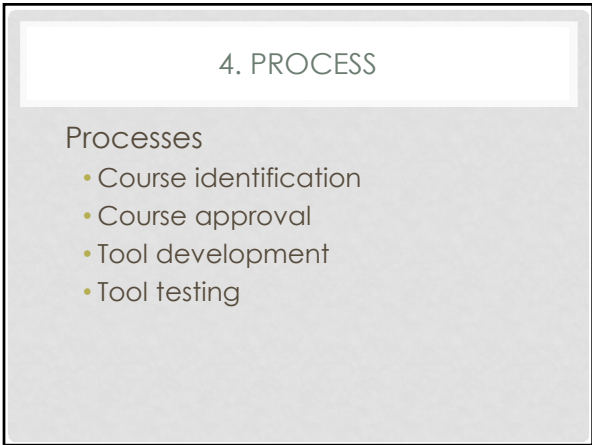 4. PROCESS
Processes
• Course identification
• Course approval
• Tool development
• Tool testing